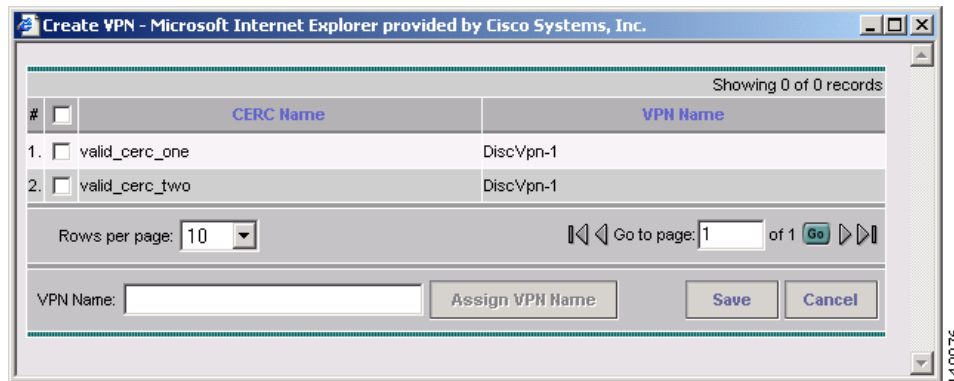 Create VPN - Microsoft Internet Explorer provided by Cisco Systems, Inc.
Showing 0 of 0 records
# CERC Name VPN Name
1. valid_cerc_one DiscVpn-1
2. valid_cerc_two DiscVpn-1
Rows per page: 10 Go to page: 1 of 1 Go
VPN Name: Assign VPN Name Save Cancel